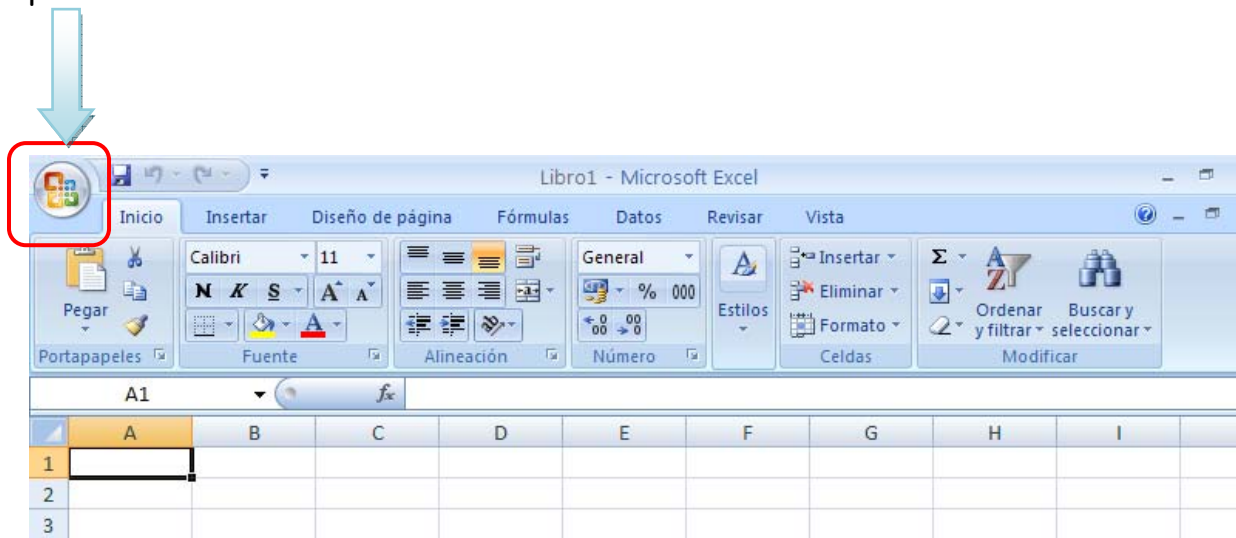 Libro1 - Microsoft Excel
Inicio Insertar Diseño de página Fórmulas Datos Revisar Vista
Calibri 11 General Insertar Σ
Pegar N K S A A % 000 Estilos Eliminar Ordenar y filtrar Buscar y seleccionar
A Formato
Portapapeles Fuente Alineación Número Celdas Modificar
A1 fx
A B C D E F G H I
1
2
3